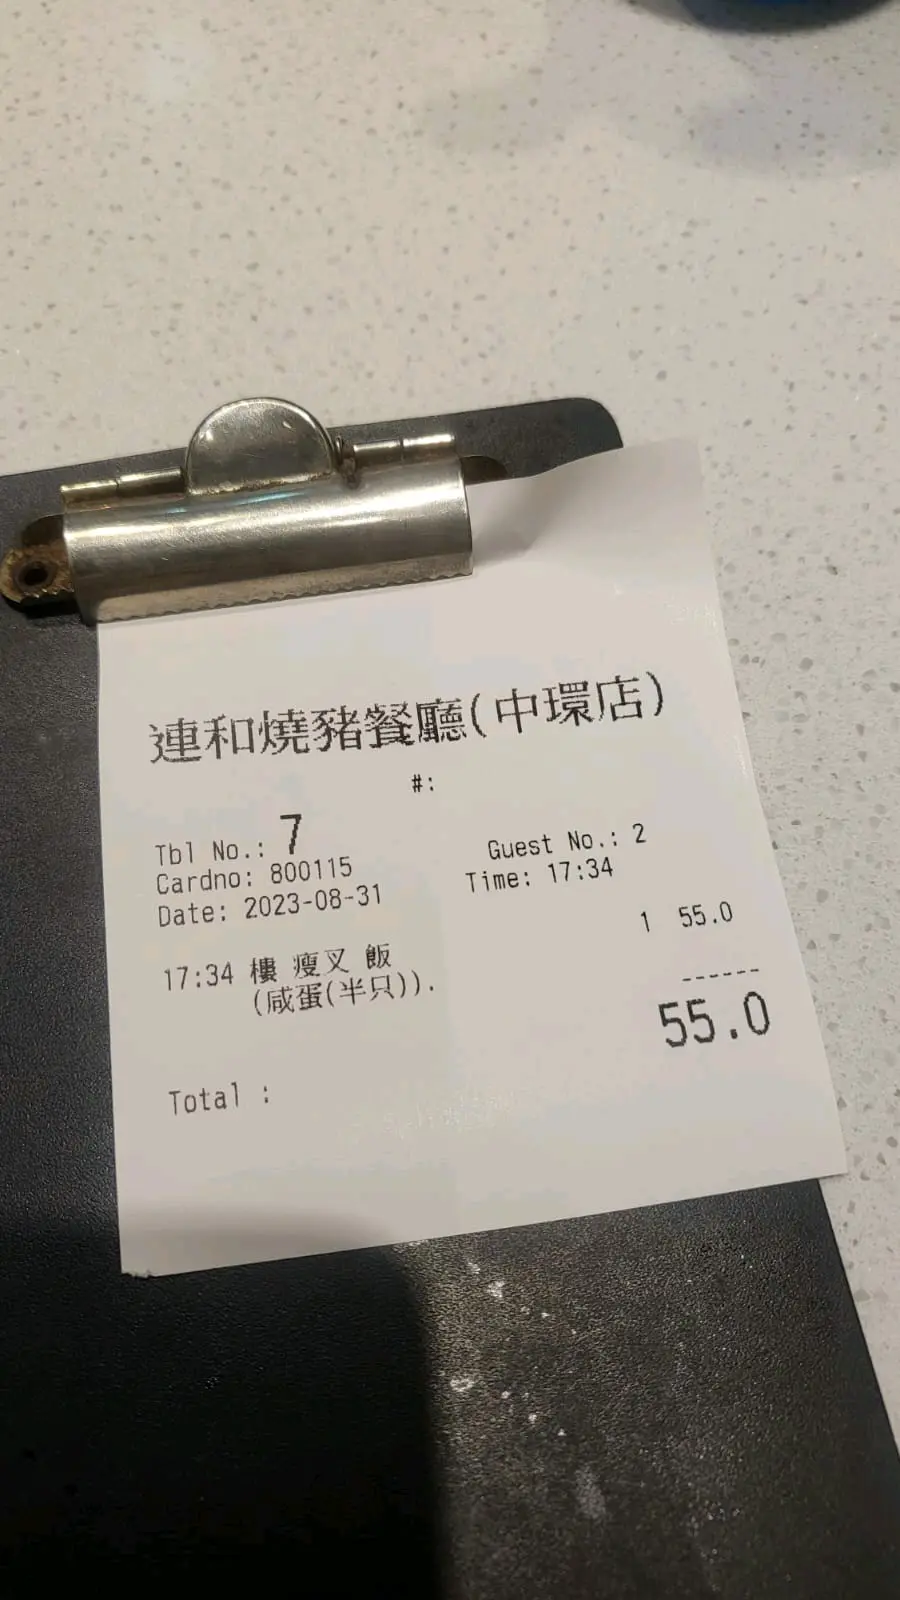 連和燒豬餐廳(中環店)
#:
Tbl No.: 7 Guest No.: 2
Cardno: 800115 Time: 17:34
Date: 2023-08-31
1 55.0
17:34 樓 瘦叉 飯
(咸蛋(半只)).
------
55.0
Total :